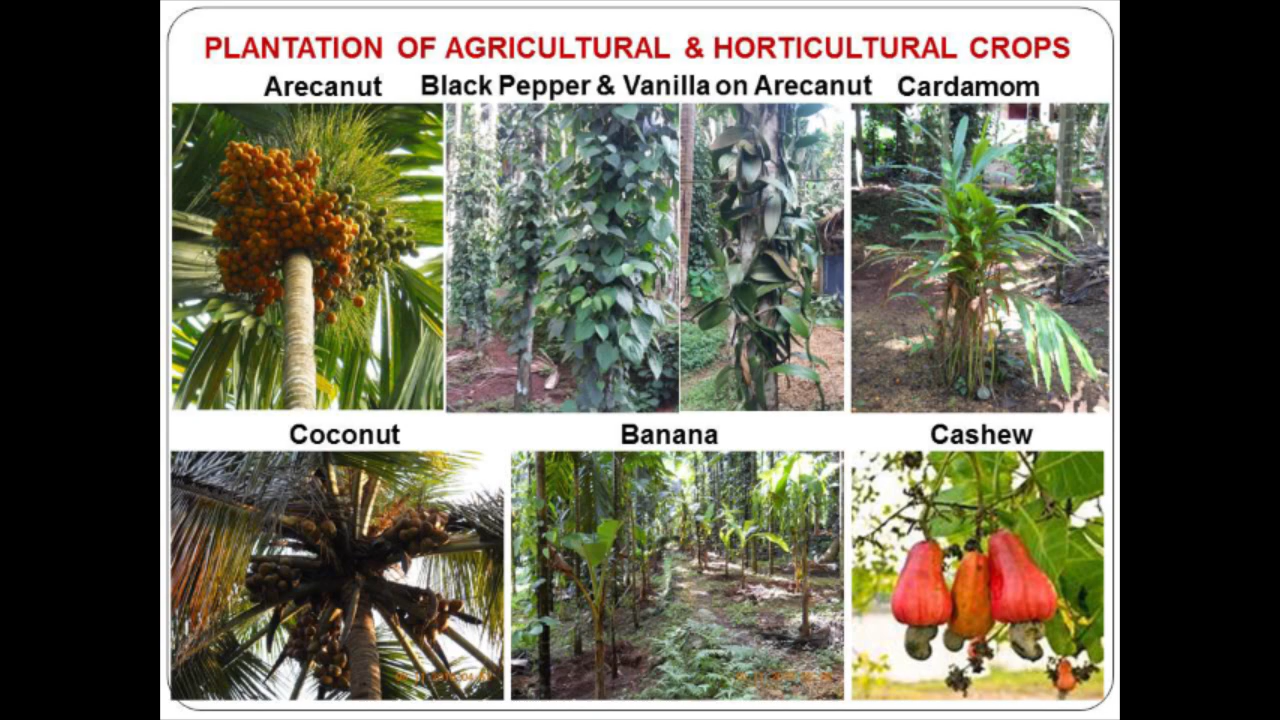 PLANTATION OF AGRICULTURAL & HORTICULTURAL CROPS
Arecanut Black Pepper & Vanilla on Arecanut Cardamom
Coconut Banana Cashew